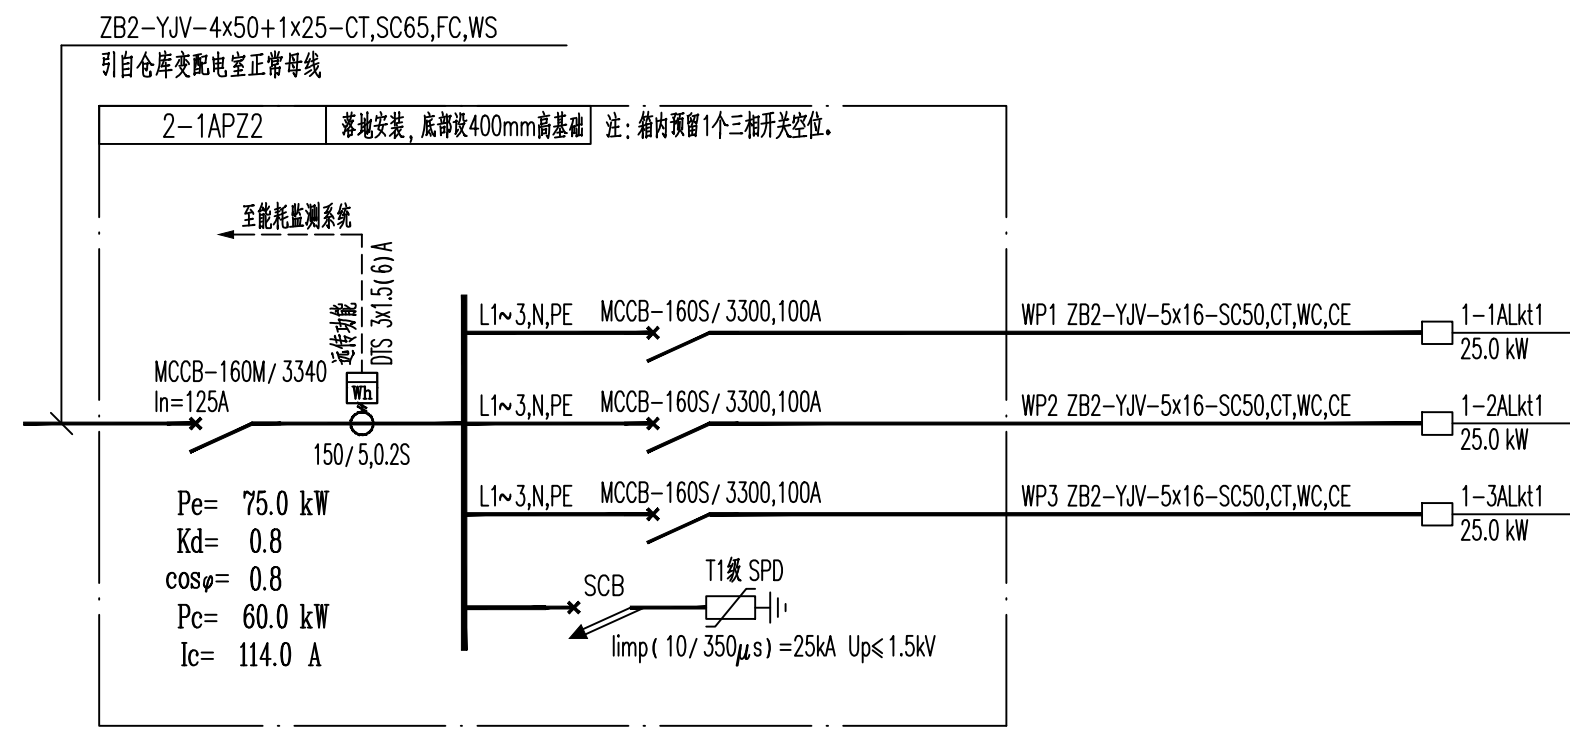 ZB2-YJV-4x50+1x25-CT,SC65,FC,WS
引自仓库变配电室正常母线
2-1APZ2
落地安装，底部设400mm高基础
注：箱内预留1个三相开关空位。
至能耗监测系统
远传功能
DTS 3x1.5(6)A
MCCB-160M/3340
In=125A
Wh
150/5,0.2S
L1~3,N,PE MCCB-160S/3300,100A WP1 ZB2-YJV-5x16-SC50,CT,WC,CE 1-1ALkt1
25.0 kW
L1~3,N,PE MCCB-160S/3300,100A WP2 ZB2-YJV-5x16-SC50,CT,WC,CE 1-2ALkt1
25.0 kW
L1~3,N,PE MCCB-160S/3300,100A WP3 ZB2-YJV-5x16-SC50,CT,WC,CE 1-3ALkt1
25.0 kW
Pe= 75.0 kW
Kd= 0.8
cosφ= 0.8
Pc= 60.0 kW
Ic= 114.0 A
SCB
T1级 SPD
Iimp(10/350μs)=25kA Up≤1.5kV